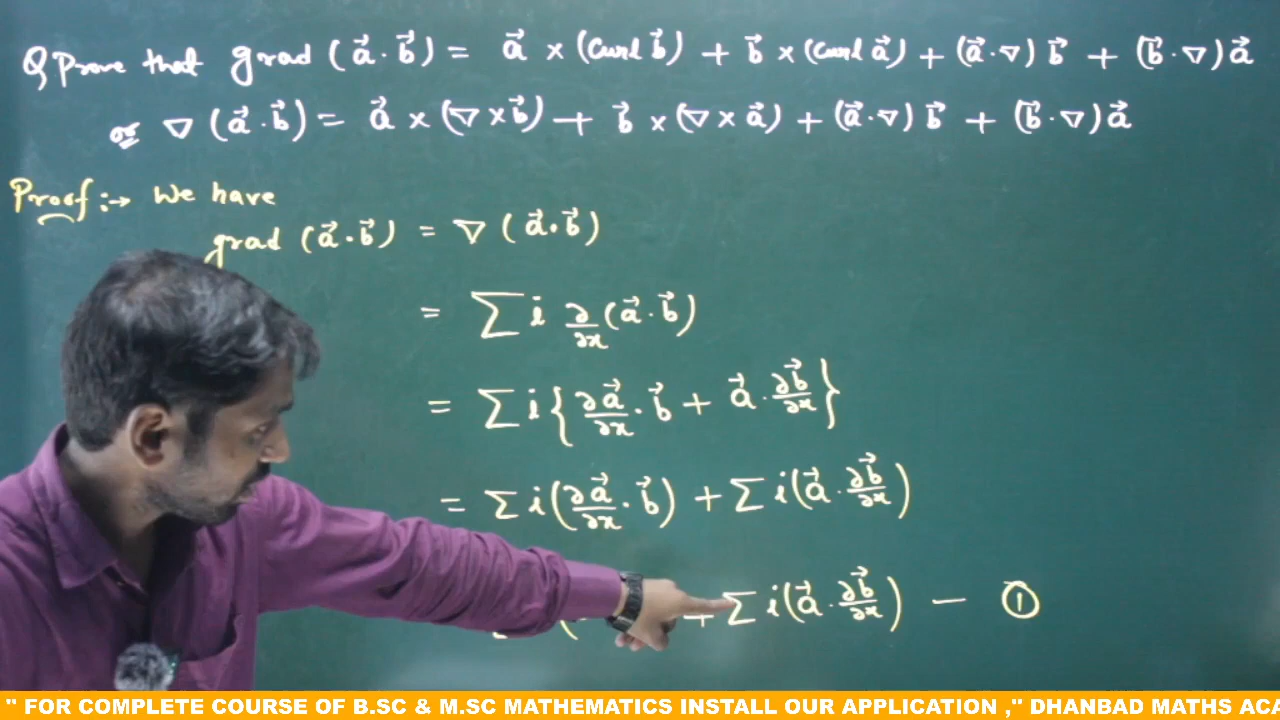 Q Prove that grad (a⃗ . b⃗) = a⃗ × (curl b⃗) + b⃗ × (curl a⃗) + (a⃗ . ∇) b⃗ + (b⃗ . ∇) a⃗
or ∇ (a⃗ . b⃗) = a⃗ × (∇ × b⃗) + b⃗ × (∇ × a⃗) + (a⃗ . ∇) b⃗ + (b⃗ . ∇) a⃗
Proof :→ We have
grad (a⃗ . b⃗) = ∇ (a⃗ . b⃗)
= Σ i ∂/∂x (a⃗ . b⃗)
= Σ i { ∂a⃗/∂x . b⃗ + a⃗ . ∂b⃗/∂x }
= Σ i ( ∂a⃗/∂x . b⃗ ) + Σ i ( a⃗ . ∂b⃗/∂x )
+ Σ i ( a⃗ . ∂b⃗/∂x ) — ①
" FOR COMPLETE COURSE OF B.SC & M.SC MATHEMATICS INSTALL OUR APPLICATION ," DHANBAD MATHS ACA